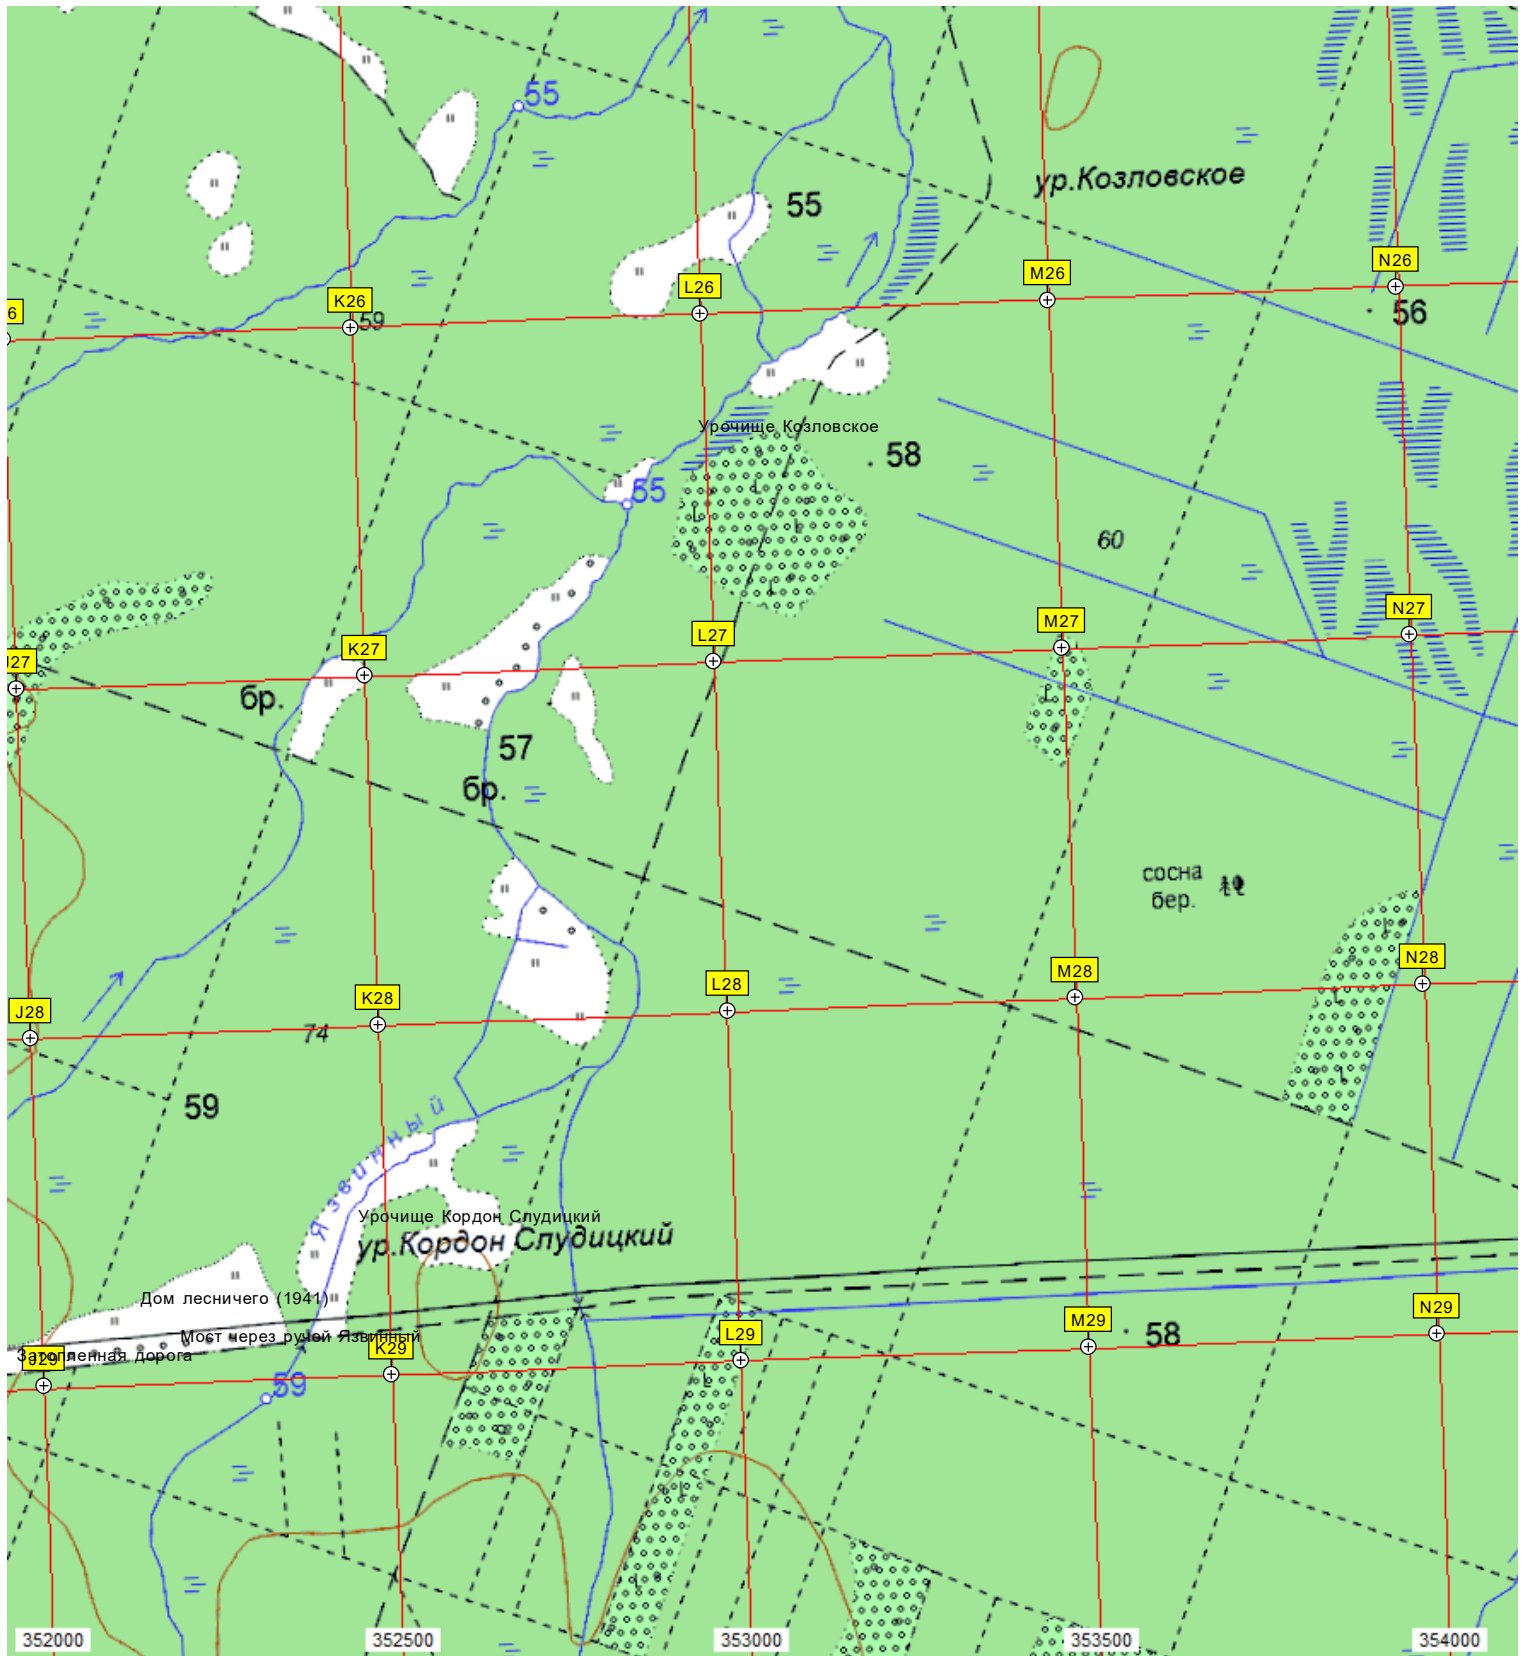 55
ур.Козловское
55
N26
M26
L26
K26
6
59
56
Урочище Козловское
58
55
60
N27
M27
L27
K27
J27
бр.
57
бр.
сосна
бер.
N28
M28
L28
K28
J28
74
59
Язвинный
Урочище Кордон Слудицкий
ур.Кордон Слудицкий
Дом лесничего (1941)
N29
M29
58
L29
Мост через ручей Язвинный
K29
Затопленная дорога
J29
59
352000
352500
353000
353500
354000